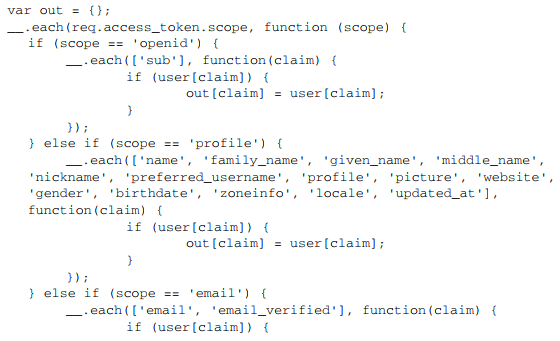 var out = {};
__.each(req.access_token.scope, function (scope) {
if (scope == 'openid') {
__.each(['sub'], function(claim) {
if (user[claim]) {
out[claim] = user[claim];
}
});
} else if (scope == 'profile') {
__.each(['name', 'family_name', 'given_name', 'middle_name',
'nickname', 'preferred_username', 'profile', 'picture', 'website',
'gender', 'birthdate', 'zoneinfo', 'locale', 'updated_at'],
function(claim) {
if (user[claim]) {
out[claim] = user[claim];
}
});
} else if (scope == 'email') {
__.each(['email', 'email_verified'], function(claim) {
if (user[claim]) {